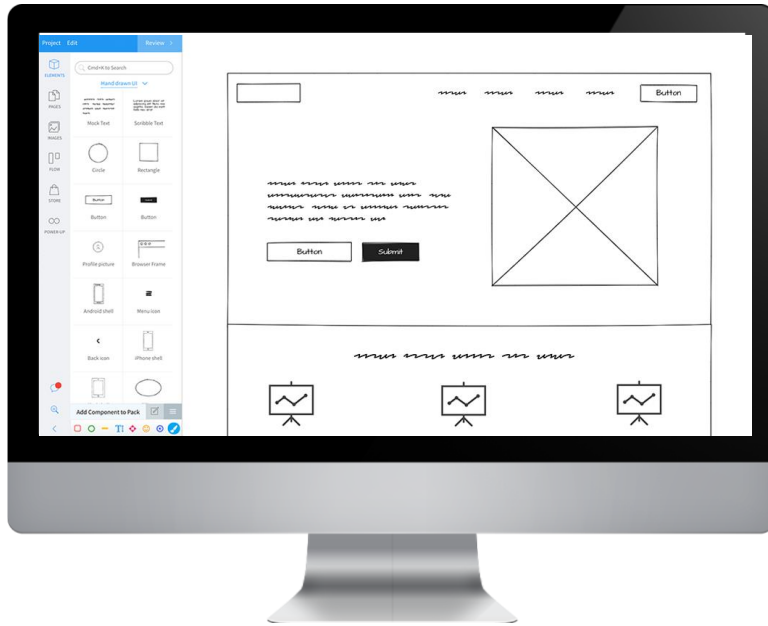 Project Edit Review
Cmd+K to Search
ELEMENTS
Hand drawn UI
PAGES
Mock Text Scribble Text
IMAGES
Circle Rectangle
FLOW
STORE
Button
Button Button
POWER-UP
Profile picture Browser Frame
Android shell Menu icon
Back icon iPhone shell
Add Component to Pack
T
Button
Button Submit